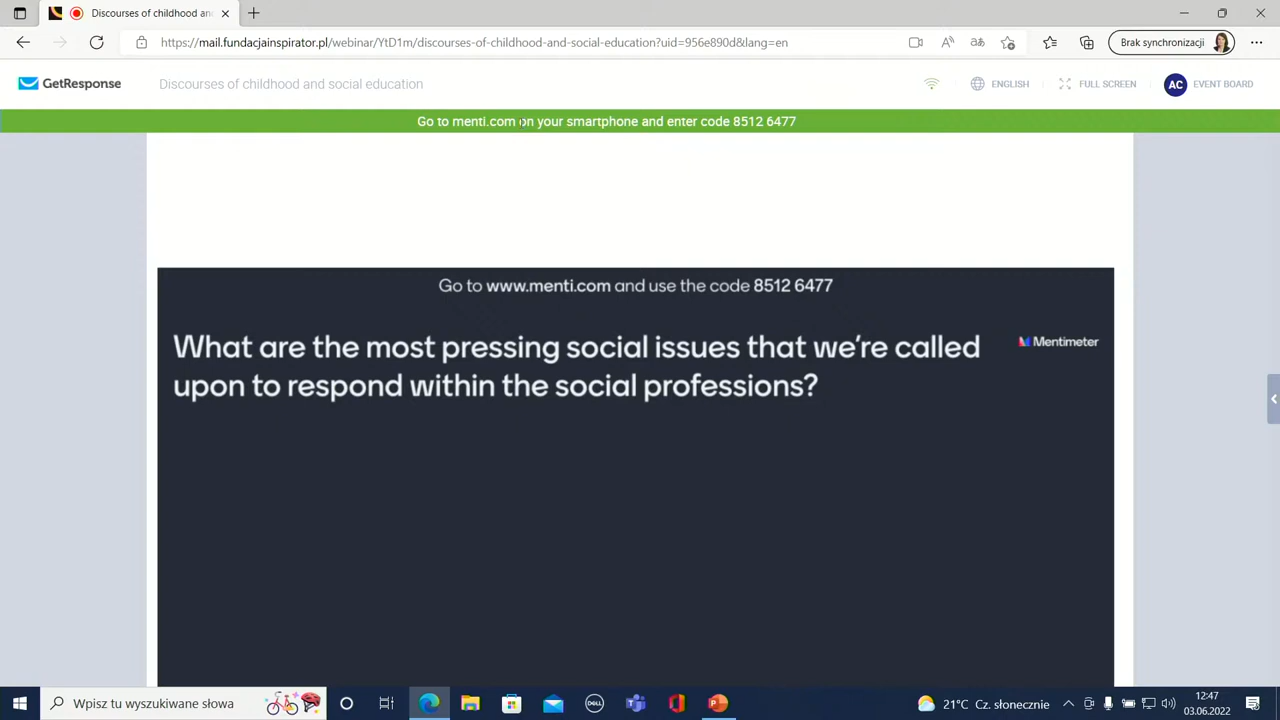 Discourses of childhood an
https://mail.fundacjainspirator.pl/webinar/YtD1m/discourses-of-childhood-and-social-education?uid=956e890d&lang=en
Brak synchronizacji
GetResponse
Discourses of childhood and social education
ENGLISH
FULL SCREEN
AC
EVENT BOARD
Go to menti.com on your smartphone and enter code 8512 6477
Go to www.menti.com and use the code 8512 6477
What are the most pressing social issues that we're called
upon to respond within the social professions?
Mentimeter
Wpisz tu wyszukiwane słowa
DELL
21°C Cz. słonecznie
12:47
03.06.2022